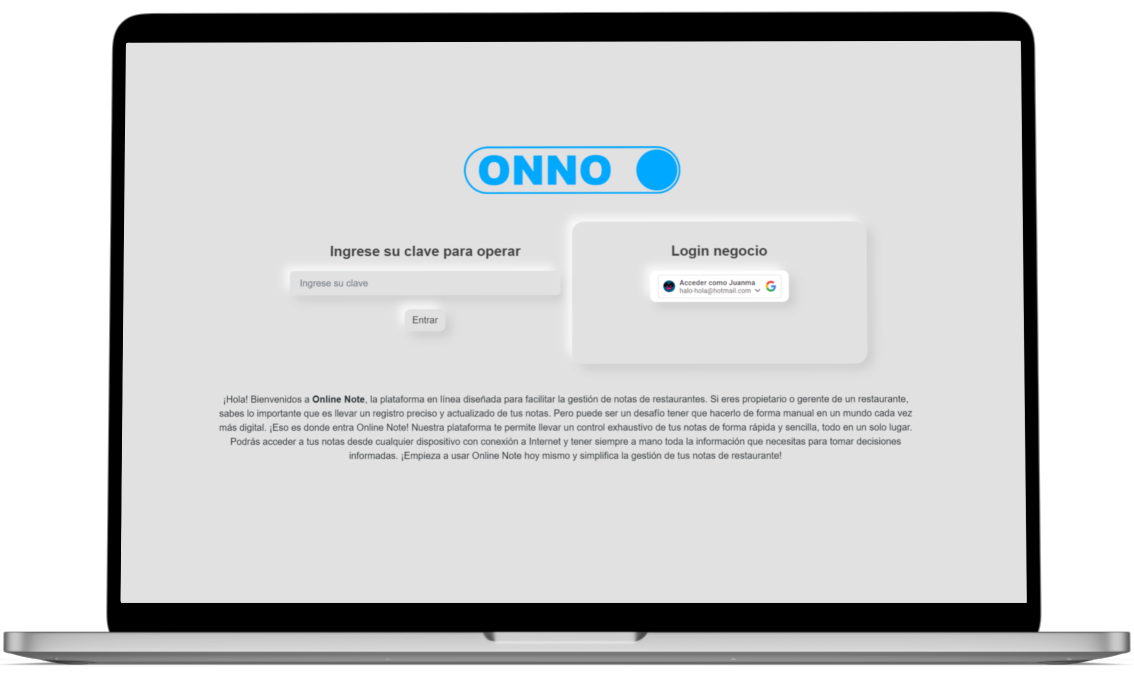 ONNO
Ingrese su clave para operar
Ingrese su clave
Entrar
Login negocio
Acceder como Juanma
halo-hola@hotmail.com
¡Hola! Bienvenidos a Online Note, la plataforma en línea diseñada para facilitar la gestión de notas de restaurantes. Si eres propietario o gerente de un restaurante,
sabes lo importante que es llevar un registro preciso y actualizado de tus notas. Pero puede ser un desafío tener que hacerlo de forma manual en un mundo cada vez
más digital. ¡Eso es donde entra Online Note! Nuestra plataforma te permite llevar un control exhaustivo de tus notas de forma rápida y sencilla, todo en un solo lugar.
Podrás acceder a tus notas desde cualquier dispositivo con conexión a Internet y tener siempre a mano toda la información que necesitas para tomar decisiones
informadas. ¡Empieza a usar Online Note hoy mismo y simplifica la gestión de tus notas de restaurante!